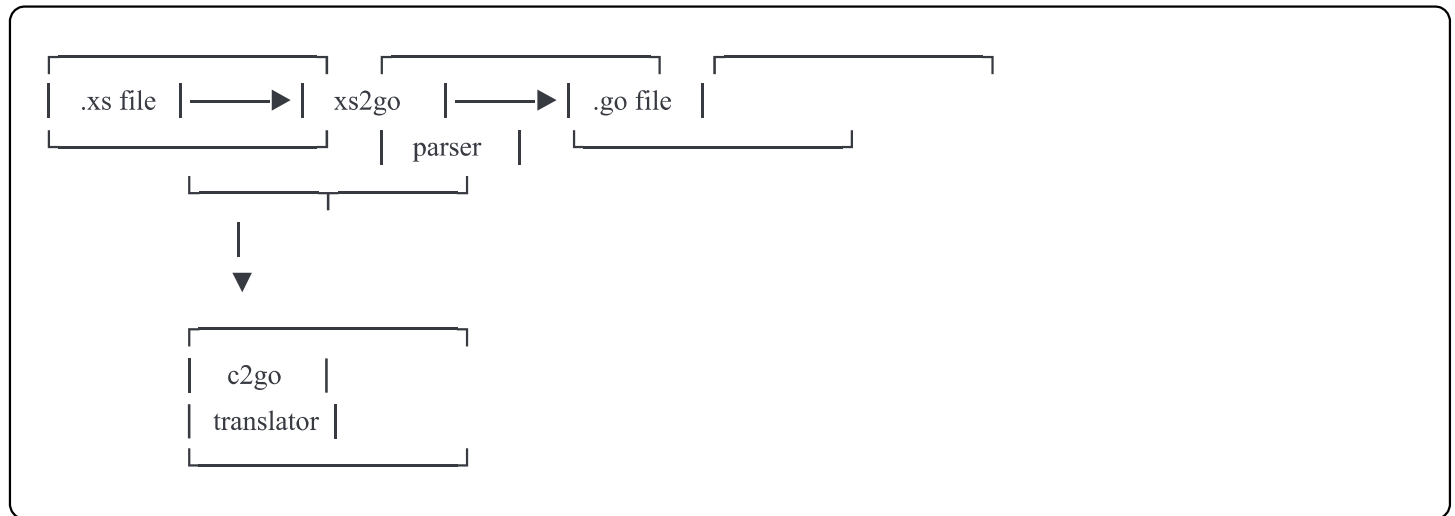 .xs file xs2go .go file
parser
c2go
translator